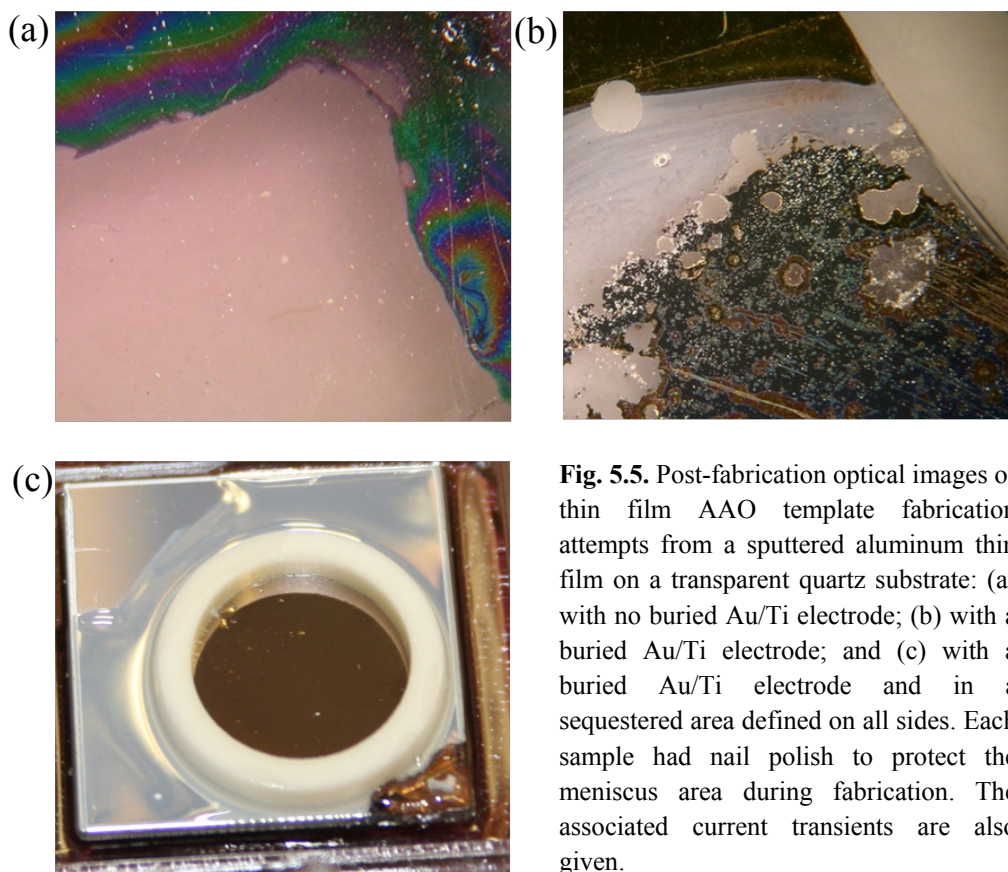 (a)
(b)
(c)
Fig. 5.5. Post-fabrication optical images o
thin film AAO template fabrication
attempts from a sputtered aluminum thin
film on a transparent quartz substrate: (a
with no buried Au/Ti electrode; (b) with a
buried Au/Ti electrode; and (c) with a
buried Au/Ti electrode and in a
sequestered area defined on all sides. Each
sample had nail polish to protect the
meniscus area during fabrication. The
associated current transients are also
given.